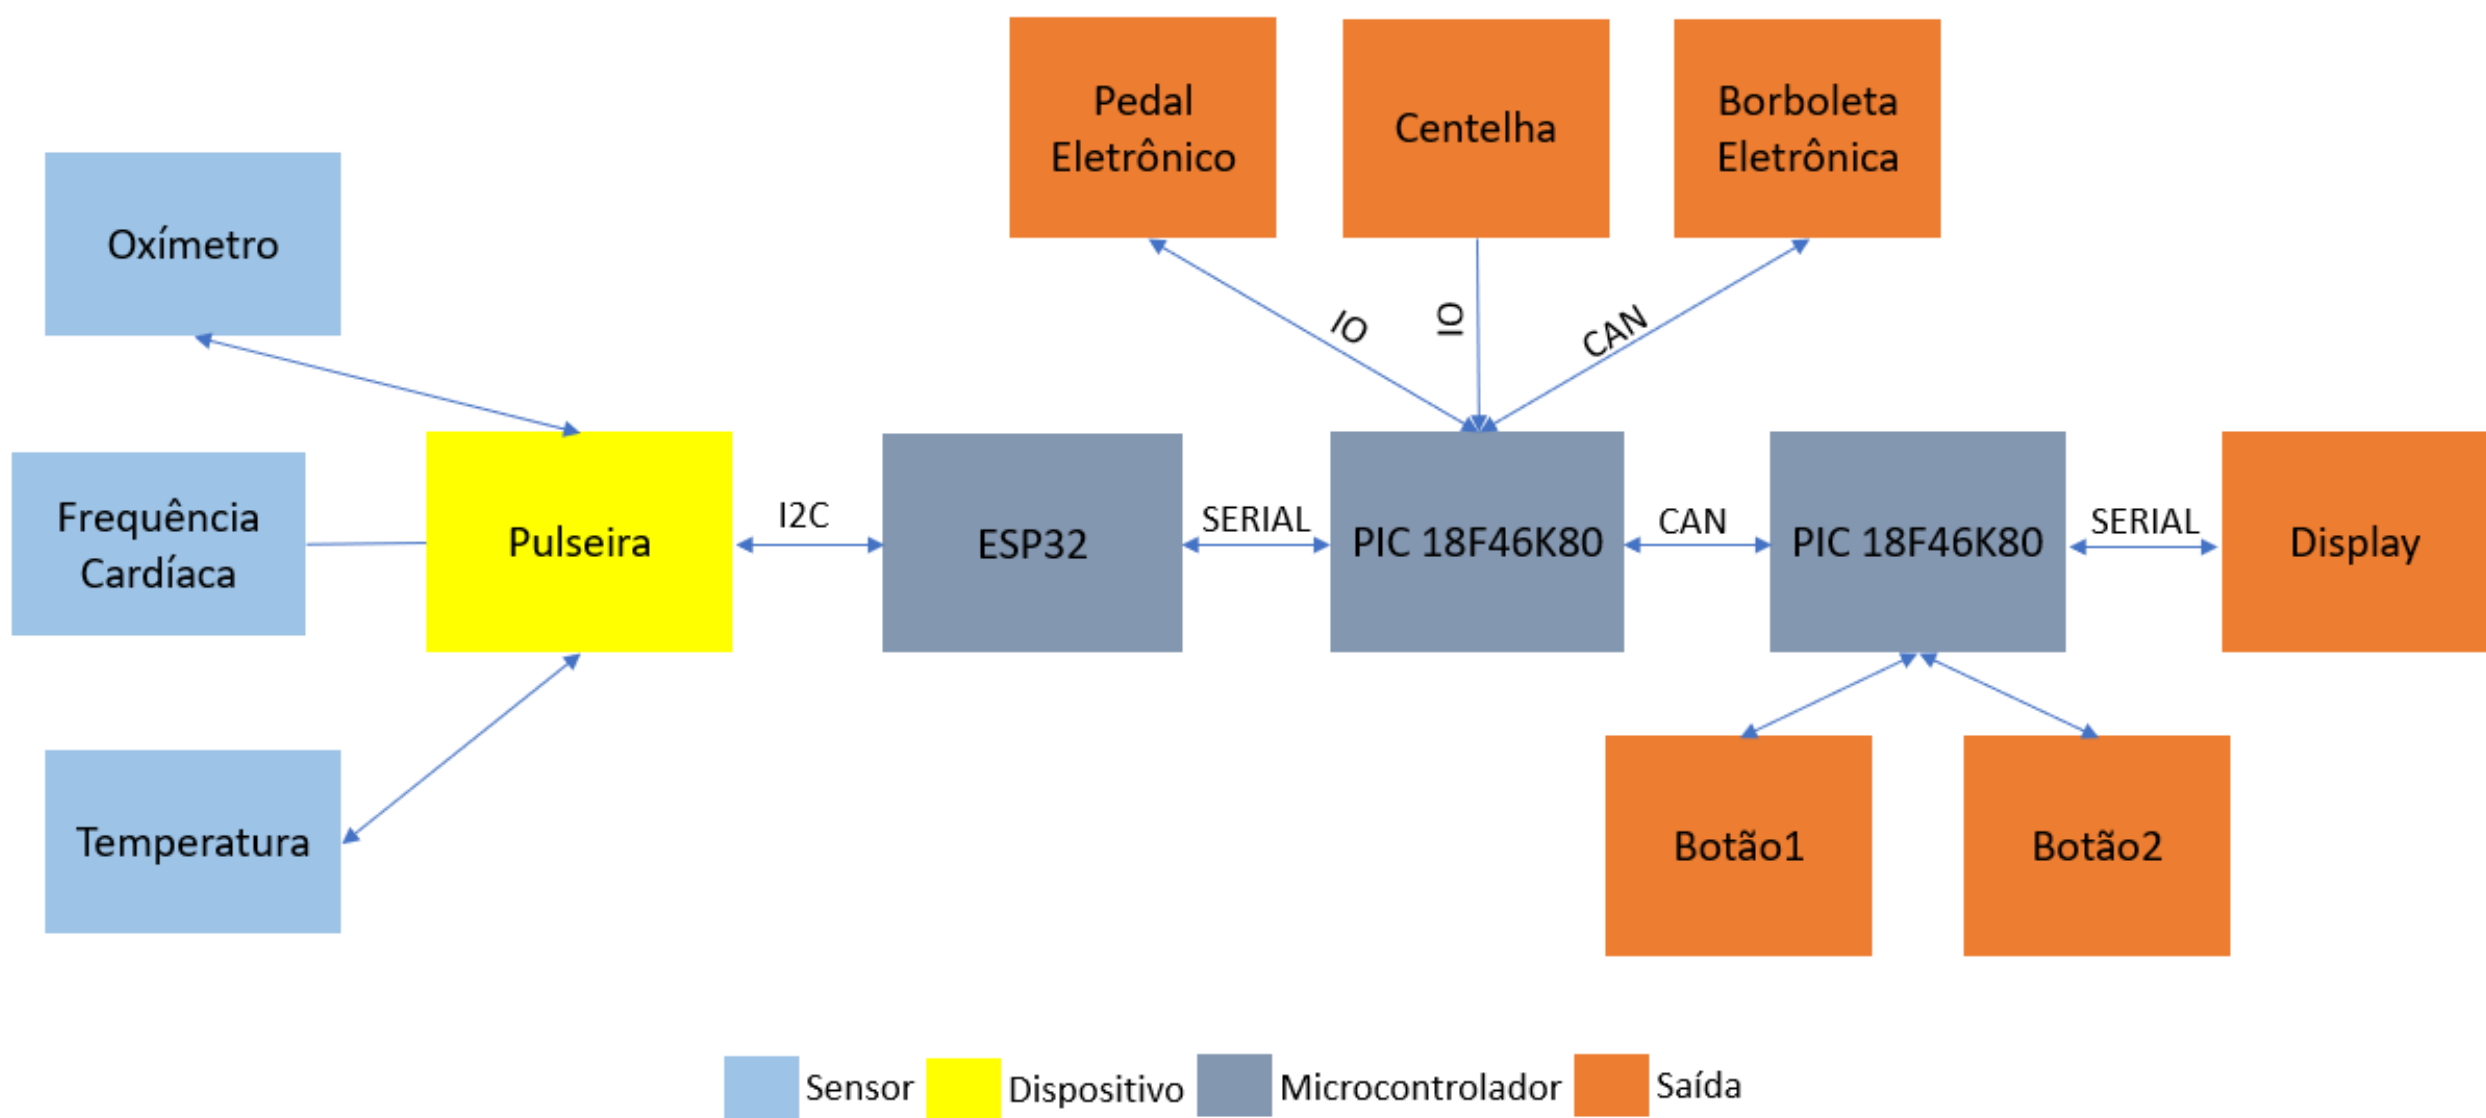 Pedal
Eletrônico
Centelha
Borboleta
Eletrônica
Oxímetro
IO
IO
CAN
Frequência
Cardíaca
Pulseira
I2C
ESP32
SERIAL
PIC 18F46K80
CAN
PIC 18F46K80
SERIAL
Display
Temperatura
Botão1
Botão2
Sensor
Dispositivo
Microcontrolador
Saída